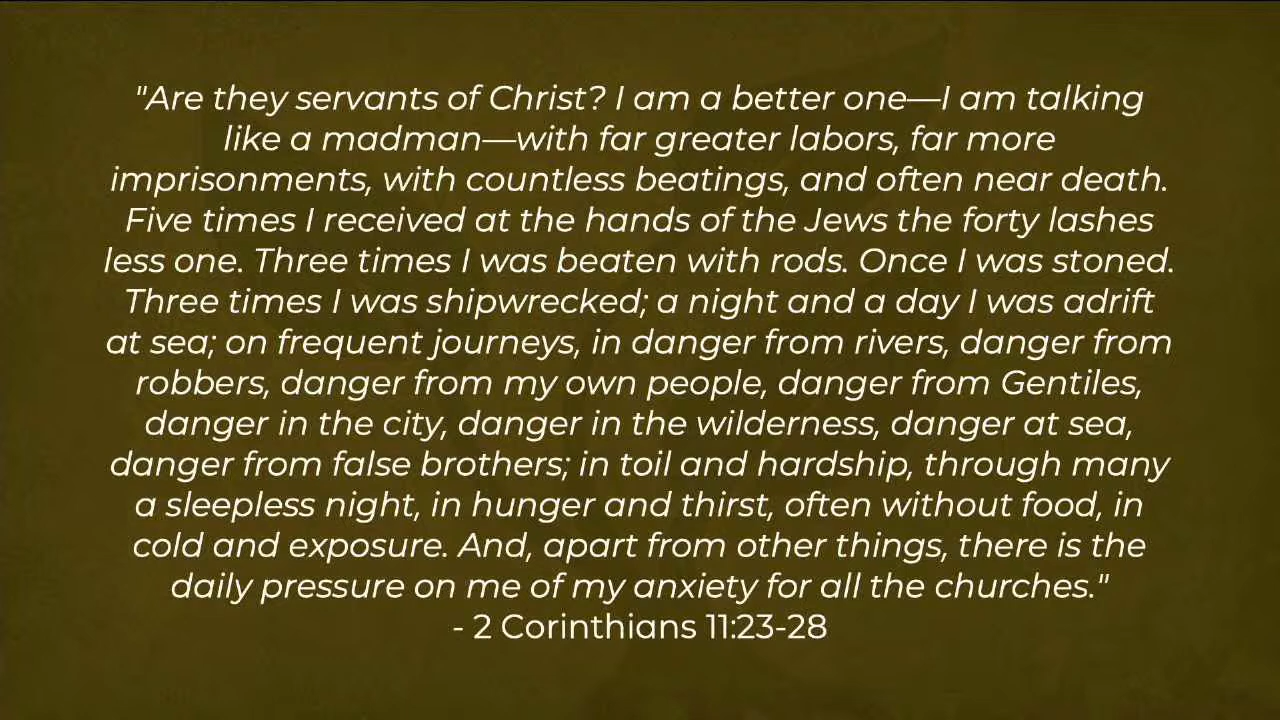 "Are they servants of Christ? I am a better one—I am talking
like a madman—with far greater labors, far more
imprisonments, with countless beatings, and often near death.
Five times I received at the hands of the Jews the forty lashes
less one. Three times I was beaten with rods. Once I was stoned.
Three times I was shipwrecked; a night and a day I was adrift
at sea; on frequent journeys, in danger from rivers, danger from
robbers, danger from my own people, danger from Gentiles,
danger in the city, danger in the wilderness, danger at sea,
danger from false brothers; in toil and hardship, through many
a sleepless night, in hunger and thirst, often without food, in
cold and exposure. And, apart from other things, there is the
daily pressure on me of my anxiety for all the churches."
- 2 Corinthians 11:23-28